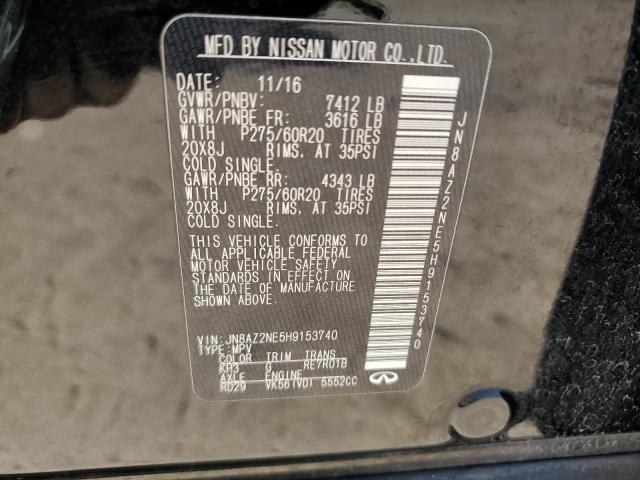 MFD BY NISSAN MOTOR CO.,LTD.
DATE: 11/16
GVWR/PNBV: 7412 LB
GAWR/PNBE FR: 3616 LB
WITH P275/60R20 TIRES
20X8J RIMS. AT 35PSI
COLD SINGLE.
GAWR/PNBE RR: 4343 LB
WITH P275/60R20 TIRES
20X8J RIMS. AT 35PSI
COLD SINGLE.
THIS VEHICLE CONFORMS TO
ALL APPLICABLE FEDERAL
MOTOR VEHICLE SAFETY
STANDARDS IN EFFECT ON
THE DATE OF MANUFACTURE
SHOWN ABOVE.
VIN: JN8AZ2NE5H9153740
TYPE: MPV
COLOR TRIM TRANS
KH3 G RE7R01B
AXLE ENGINE
RD29 VK56(VD) 5552CC
JN8AZ2NE5H9153740